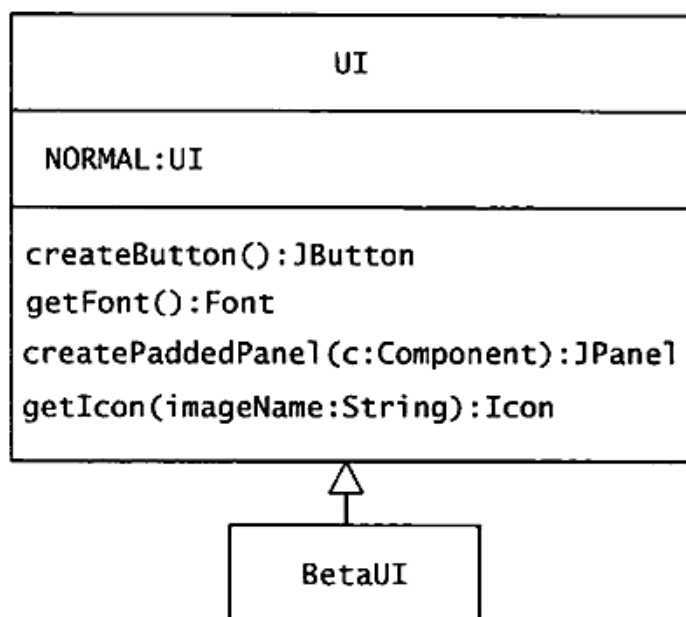 UI
NORMAL:UI
createButton():JButton
getFont():Font
createPaddedPanel(c:Component):JPanel
getIcon(imageName:String):Icon
BetaUI